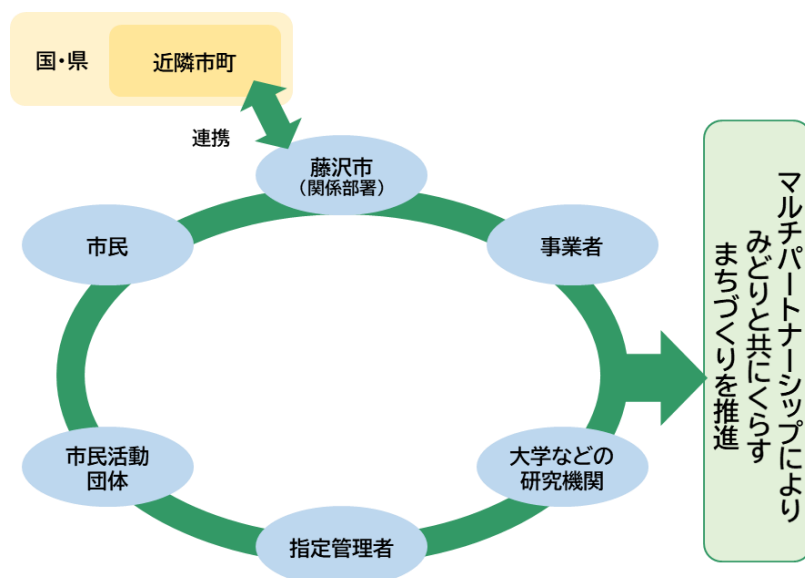 国・県
近隣市町
連携
藤沢市
（関係部署）
市民
事業者
市民活動
団体
大学などの
研究機関
指定管理者
マルチパートナーシップにより
みどりと共にくらす
まちづくりを推進